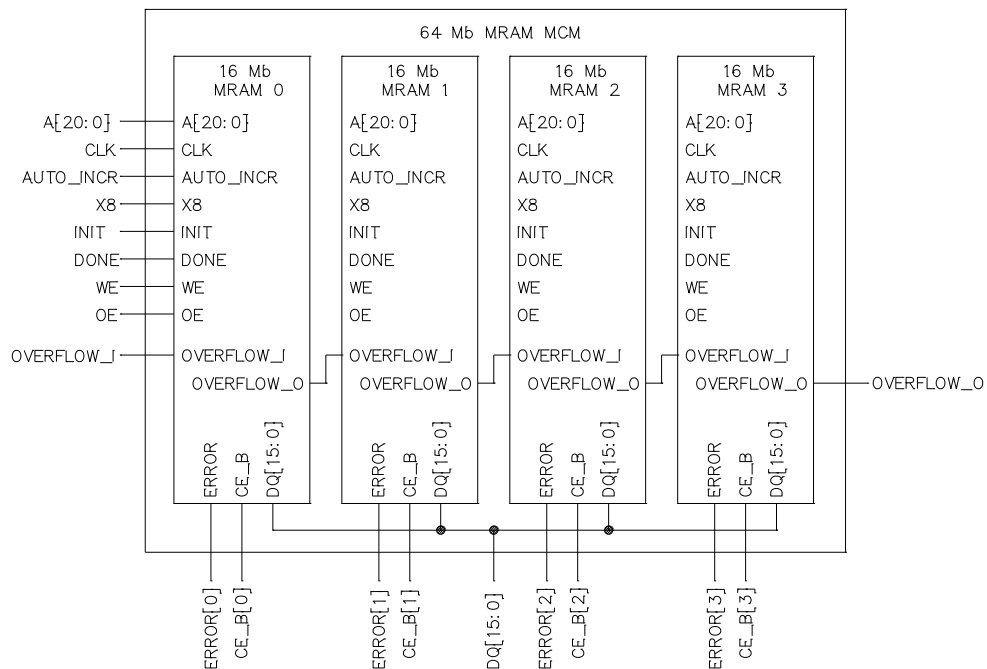 64 Mb MRAM MCM
16 Mb MRAM 0
16 Mb MRAM 1
16 Mb MRAM 2
16 Mb MRAM 3
A[20:0] A[20:0] A[20:0] A[20:0] A[20:0]
CLK CLK CLK CLK CLK
AUTO_INCR AUTO_INCR AUTO_INCR AUTO_INCR AUTO_INCR
X8 X8 X8 X8 X8
INIT INIT INIT INIT INIT
DONE DONE DONE DONE DONE
WE WE WE WE WE
OE OE OE OE OE
OVERFLOW_I OVERFLOW_I OVERFLOW_I OVERFLOW_I OVERFLOW_I
OVERFLOW_O OVERFLOW_O OVERFLOW_O OVERFLOW_O OVERFLOW_O
ERROR CE_B DQ[15:0] ERROR CE_B DQ[15:0] ERROR CE_B DQ[15:0] ERROR CE_B DQ[15:0]
ERROR[0] CE_B[0] ERROR[1] CE_B[1] DQ[15:0] ERROR[2] CE_B[2] ERROR[3] CE_B[3]